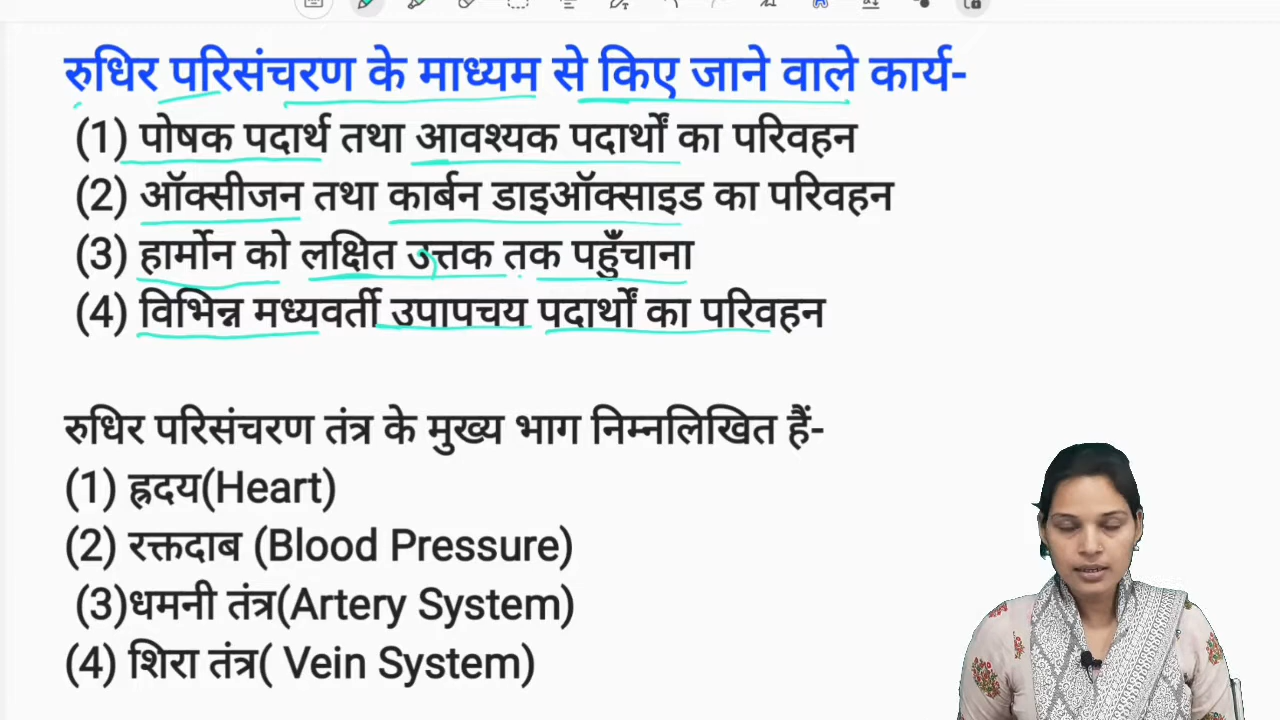 रुधिर परिसंचरण के माध्यम से किए जाने वाले कार्य-
(1) पोषक पदार्थ तथा आवश्यक पदार्थों का परिवहन
(2) ऑक्सीजन तथा कार्बन डाइऑक्साइड का परिवहन
(3) हार्मोन को लक्षित उत्तक तक पहुँचाना
(4) विभिन्न मध्यवर्ती उपापचय पदार्थों का परिवहन
रुधिर परिसंचरण तंत्र के मुख्य भाग निम्नलिखित हैं-
(1) ह्रदय(Heart)
(2) रक्तदाब (Blood Pressure)
(3)धमनी तंत्र(Artery System)
(4) शिरा तंत्र( Vein System)